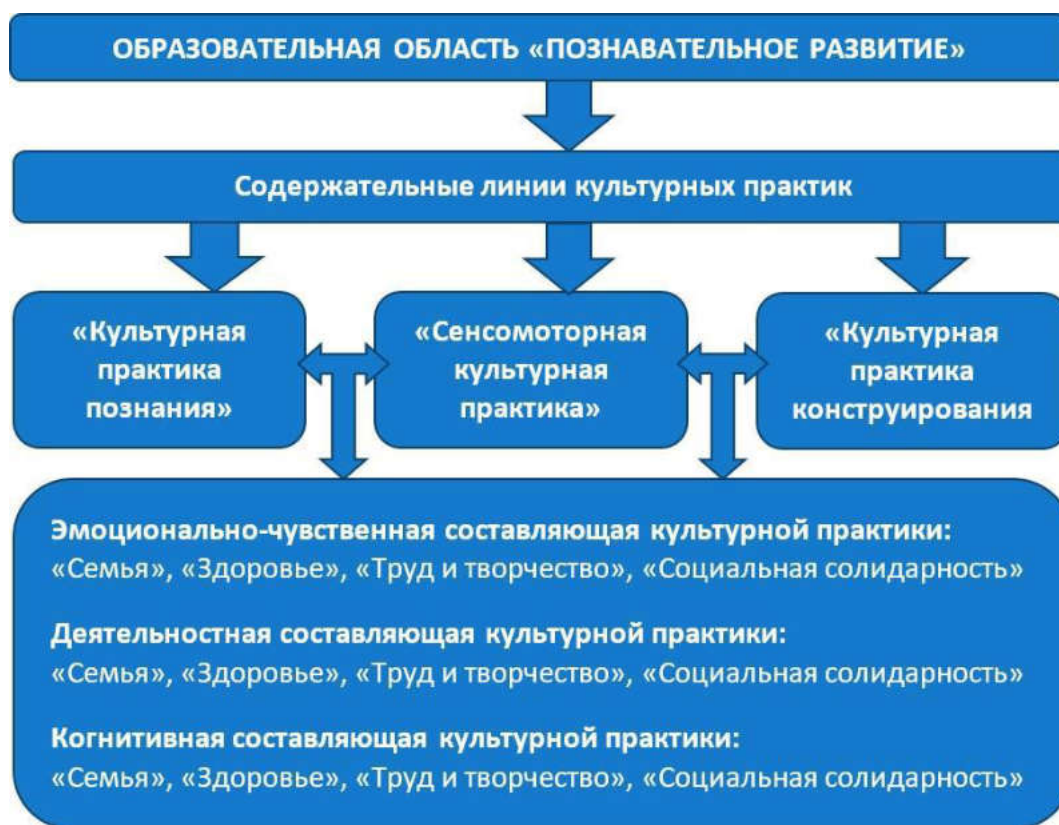 ОБРАЗОВАТЕЛЬНАЯ ОБЛАСТЬ «ПОЗНАВАТЕЛЬНОЕ РАЗВИТИЕ»
Содержательные линии культурных практик
«Культурная
практика
познания»
«Сенсомоторная
культурная
практика»
«Культурная
практика
конструирования
Эмоционально-чувственная составляющая культурной практики:
«Семья», «Здоровье», «Труд и творчество», «Социальная солидарность»
Деятельностная составляющая культурной практики:
«Семья», «Здоровье», «Труд и творчество», «Социальная солидарность»
Когнитивная составляющая культурной практики:
«Семья», «Здоровье», «Труд и творчество», «Социальная солидарность»